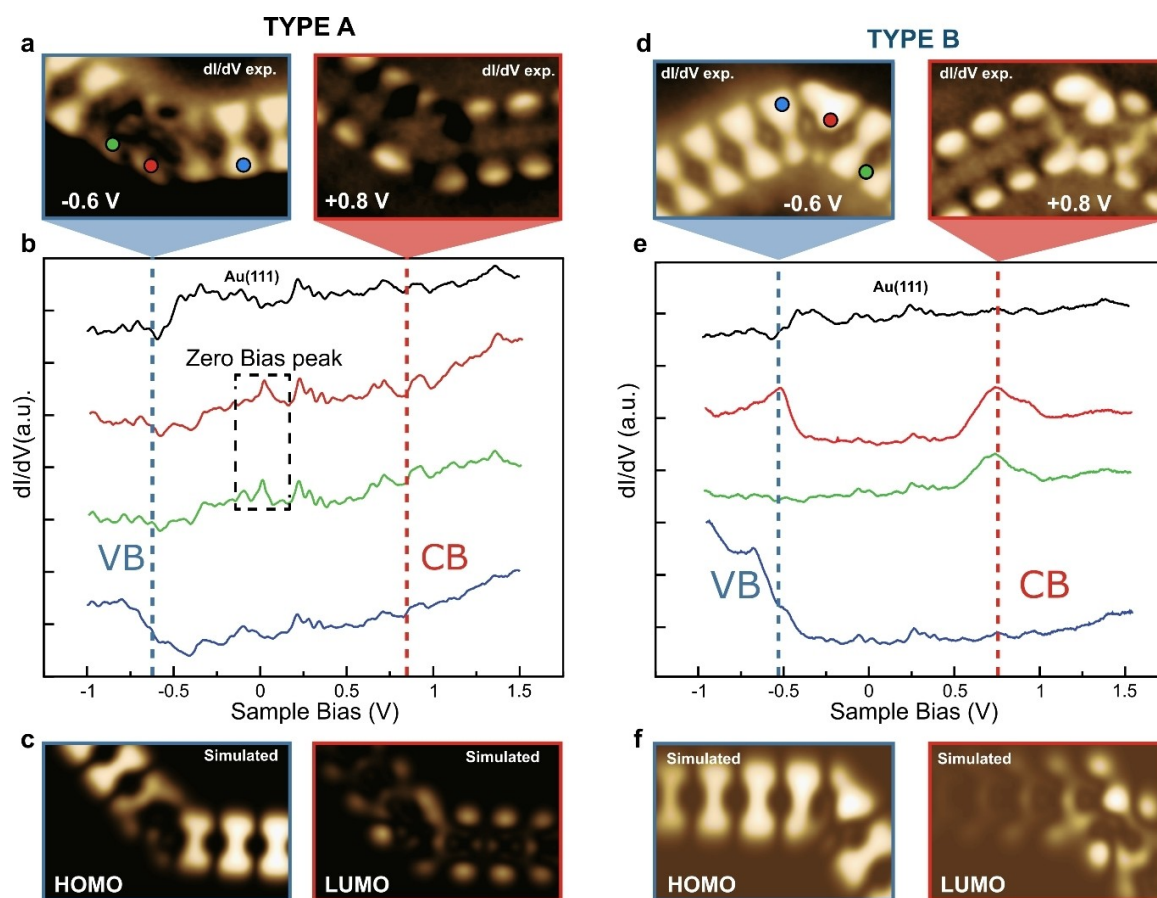 TYPE A
a
dI/dV exp.
-0.6 V
dI/dV exp.
+0.8 V
b
Au(111)
Zero Bias peak
VB
CB
dI/dV(a.u).
-1
-0.5
0
0.5
1
1.5
Sample Bias (V)
c
Simulated
HOMO
Simulated
LUMO
TYPE B
d
dI/dV exp.
-0.6 V
dI/dV exp.
+0.8 V
e
Au(111)
VB
CB
dI/dV (a.u.)
-1
-0.5
0
0.5
1
1.5
Sample Bias (V)
f
Simulated
HOMO
Simulated
LUMO